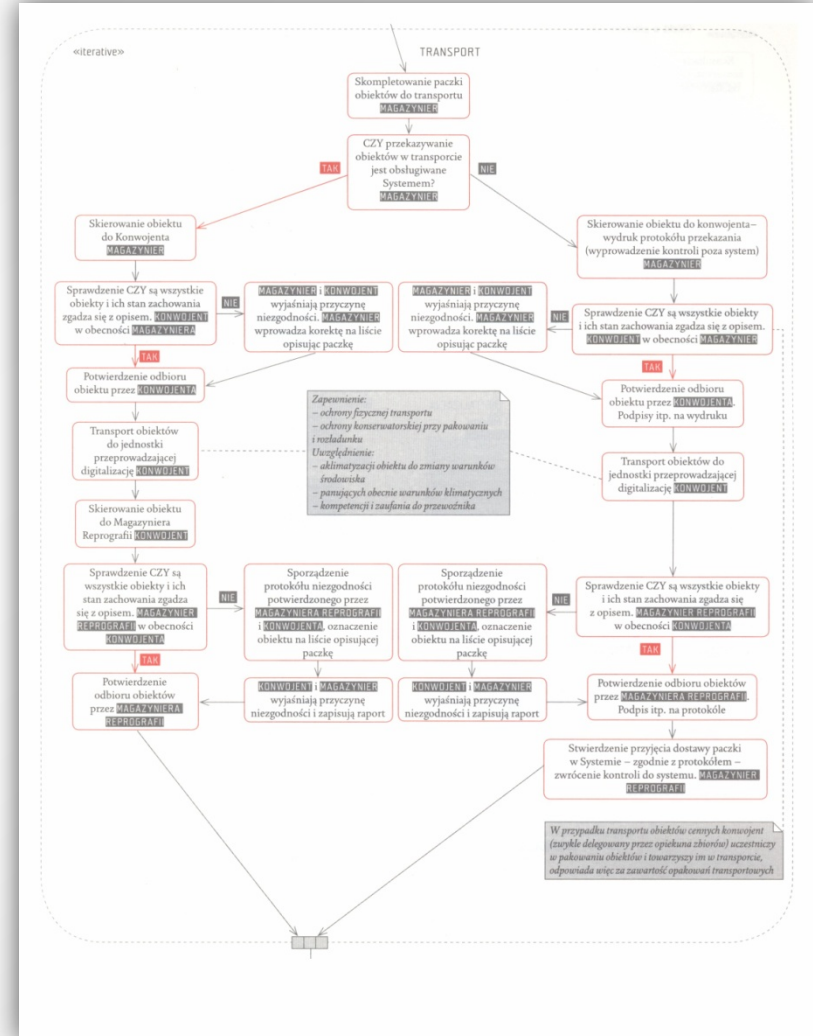 «iterative»
TRANSPORT
Skompletowanie paczki
obiektów do transportu
MAGAZYNIER
CZY przekazywanie
obiektów w transporcie
jest obsługiwane
Systemem?
MAGAZYNIER
TAK
NIE
Skierowanie obiektu
do Konwojenta
MAGAZYNIER
Skierowanie obiektu do konwojenta–
wydruk protokółu przekazania
(wyprowadzenie kontroli poza system)
MAGAZYNIER
Sprawdzenie CZY są wszystkie
obiekty i ich stan zachowania
zgadza się z opisem. KONWOJENT
w obecności MAGAZYNIERA
NIE
MAGAZYNIER i KONWOJENT
wyjaśniają przyczynę
niezgodności. MAGAZYNIER
wprowadza korektę na liście
opisując paczkę
MAGAZYNIER i KONWOJENT
wyjaśniają przyczynę
niezgodności. MAGAZYNIER
wprowadza korektę na liście
opisując paczkę
NIE
Sprawdzenie CZY są wszystkie obiekty
i ich stan zachowania zgadza się z opisem.
KONWOJENT w obecności MAGAZYNIER
TAK
TAK
Potwierdzenie odbioru
obiektu przez KONWOJENTA
Potwierdzenie odbioru
obiektu przez KONWOJENTA.
Podpisy itp. na wydruku
Zapewnienie:
– ochrony fizycznej transportu
– ochrony konserwatorskiej przy pakowaniu
i rozładunku
Uwzględnienie:
– aklimatyzacji obiektu do zmiany warunków
środowiska
– panujących obecnie warunków klimatycznych
– kompetencji i zaufania do przewoźnika
Transport obiektów
do jednostki
przeprowadzającej
digitalizację KONWOJENT
Transport obiektów do
jednostki przeprowadzającej
digitalizację KONWOJENT
Skierowanie obiektu
do Magazyniera
Reprografii KONWOJENT
Sprawdzenie CZY są
wszystkie obiekty i ich
stan zachowania zgadza
się z opisem. MAGAZYNIER
REPROGRAFII w obecności
KONWOJENTA
NIE
Sporządzenie
protokółu niezgodności
potwierdzonego przez
MAGAZYNIERA REPROGRAFII
i KONWOJENTA, oznaczenie
obiektu na liście opisującej
paczkę
Sporządzenie
protokółu niezgodności
potwierdzonego przez
MAGAZYNIERA REPROGRAFII
i KONWOJENTA, oznaczenie
obiektu na liście opisującej
paczkę
NIE
Sprawdzenie CZY są wszystkie obiekty
i ich stan zachowania zgadza się
z opisem. MAGAZYNIER REPROGRAFII
w obecności KONWOJENTA
TAK
TAK
Potwierdzenie
odbioru obiektów
przez MAGAZYNIERA
REPROGRAFII
KONWOJENT i MAGAZYNIER
wyjaśniają przyczynę
niezgodności i zapisują raport
KONWOJENT i MAGAZYNIER
wyjaśniają przyczynę
niezgodności i zapisują raport
Potwierdzenie odbioru obiektów
przez MAGAZYNIERA REPROGRAFII.
Podpis itp. na protokóle
Stwierdzenie przyjęcia dostawy paczki
w Systemie – zgodnie z protokółem –
zwrócenie kontroli do systemu. MAGAZYNIER
REPROGRAFII
W przypadku transportu obiektów cennych konwojent
(zwykle delegowany przez opiekuna zbiorów) uczestniczy
w pakowaniu obiektów i towarzyszy im w transporcie,
odpowiada więc za zawartość opakowań transportowych